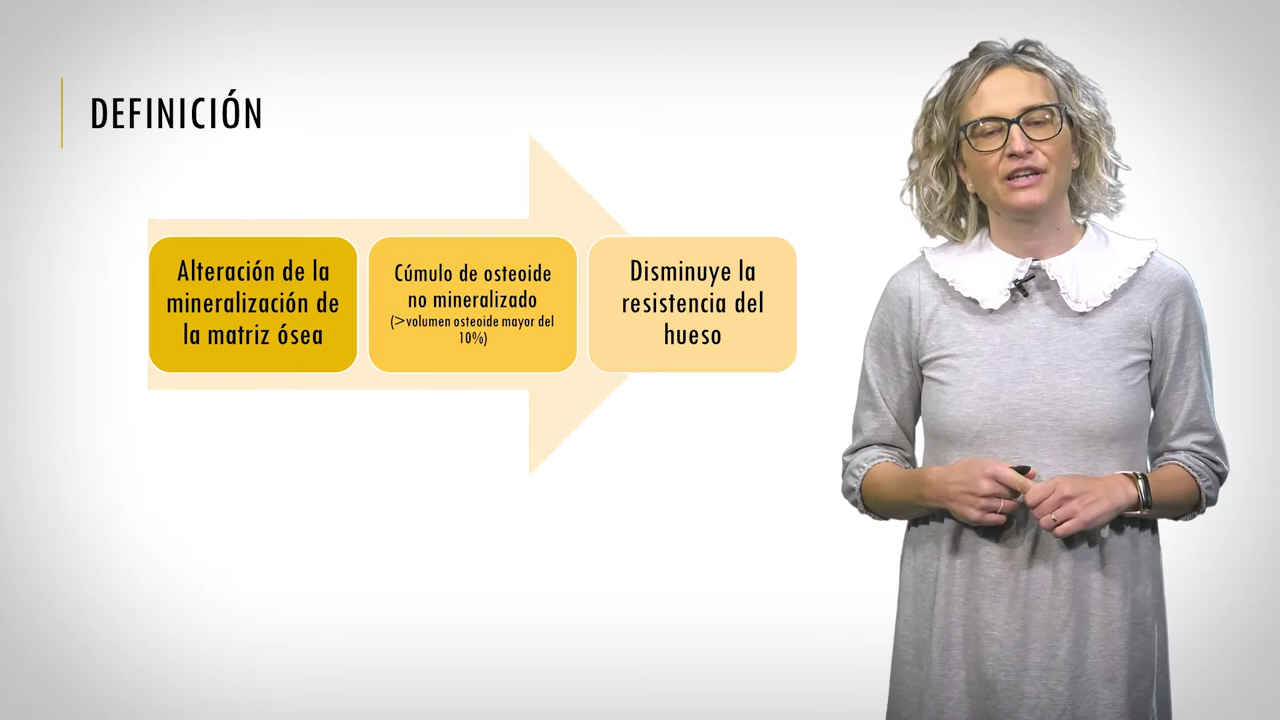 DEFINICIÓN
Alteración de la
mineralización de
la matriz ósea
Cúmulo de osteoide
no mineralizado
(>volumen osteoide mayor del
10%)
Disminuye la
resistencia del
hueso